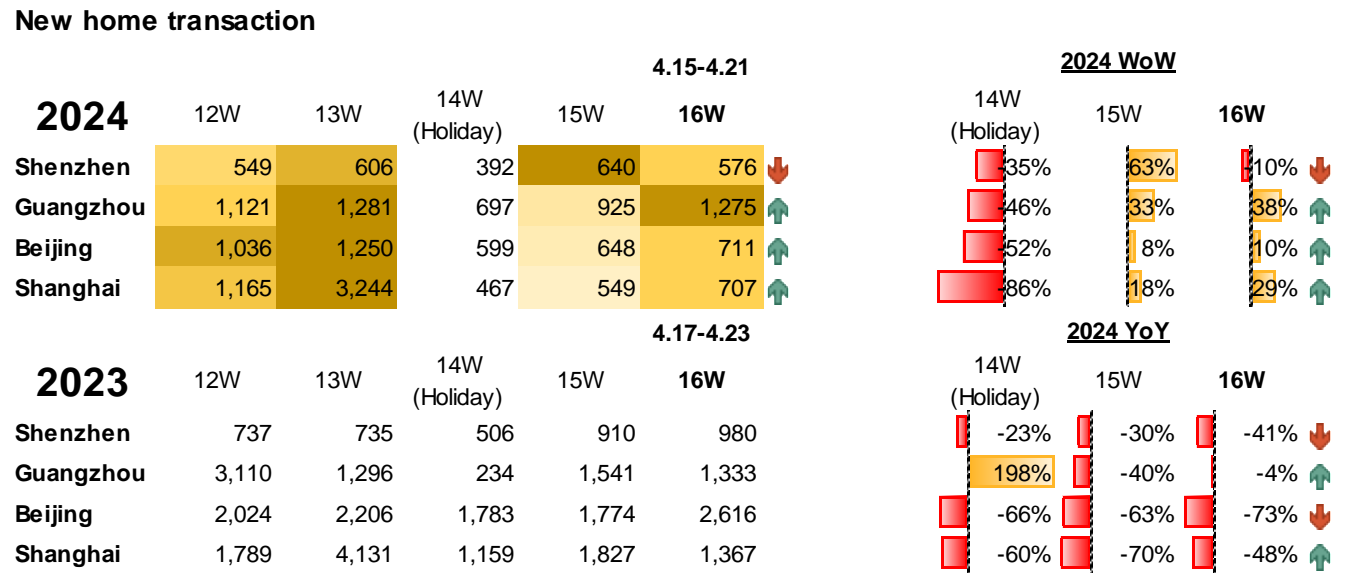 New home transaction
4.15-4.21 2024 WoW
2024 12W 13W 14W (Holiday) 15W 16W 14W (Holiday) 15W 16W
Shenzhen 549 606 392 640 576 -35% 63% -10%
Guangzhou 1,121 1,281 697 925 1,275 -46% 33% 38%
Beijing 1,036 1,250 599 648 711 -52% 8% 10%
Shanghai 1,165 3,244 467 549 707 -86% 18% 29%
4.17-4.23 2024 YoY
2023 12W 13W 14W (Holiday) 15W 16W 14W (Holiday) 15W 16W
Shenzhen 737 735 506 910 980 -23% -30% -41%
Guangzhou 3,110 1,296 234 1,541 1,333 198% -40% -4%
Beijing 2,024 2,206 1,783 1,774 2,616 -66% -63% -73%
Shanghai 1,789 4,131 1,159 1,827 1,367 -60% -70% -48%